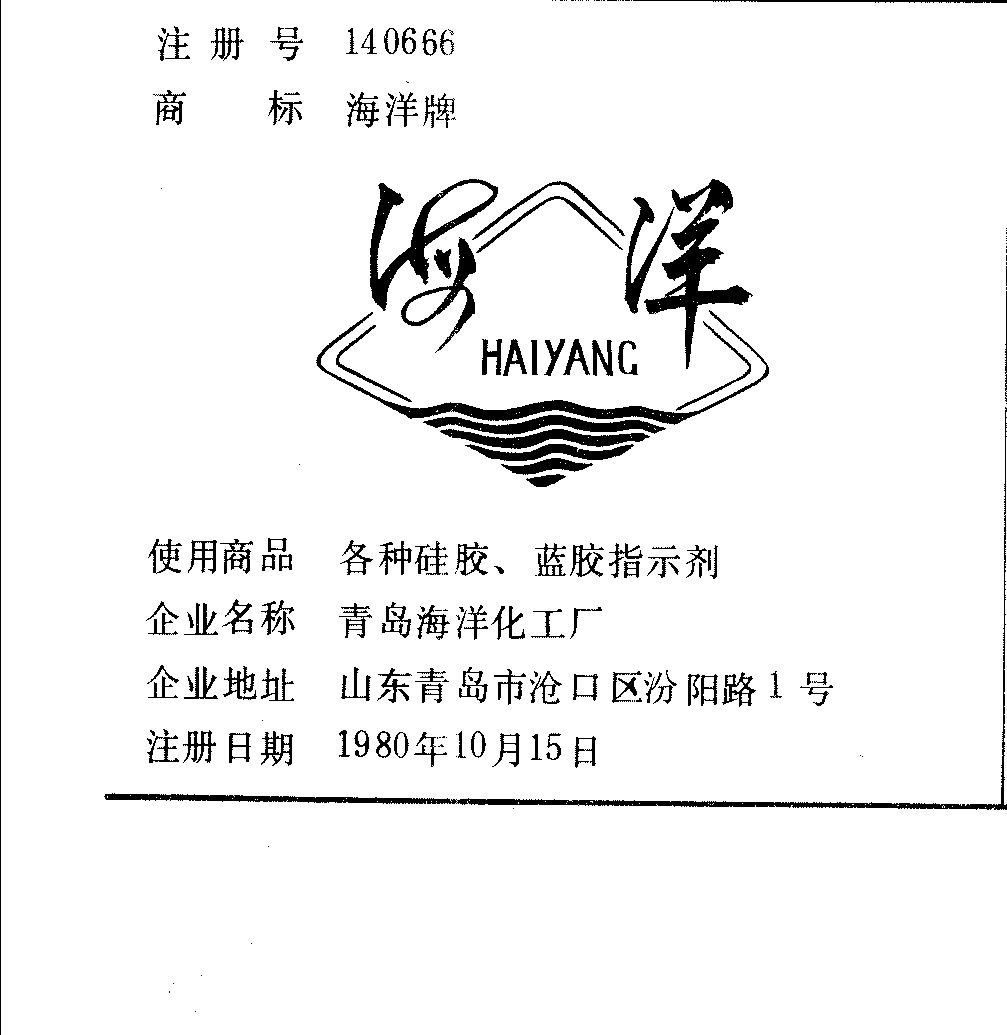 注册号 140666
商标 海洋牌
海洋
HAIYANG
使用商品 各种硅胶、蓝胶指示剂
企业名称 青岛海洋化工厂
企业地址 山东青岛市沧口区汾阳路1号
注册日期 1980年10月15日